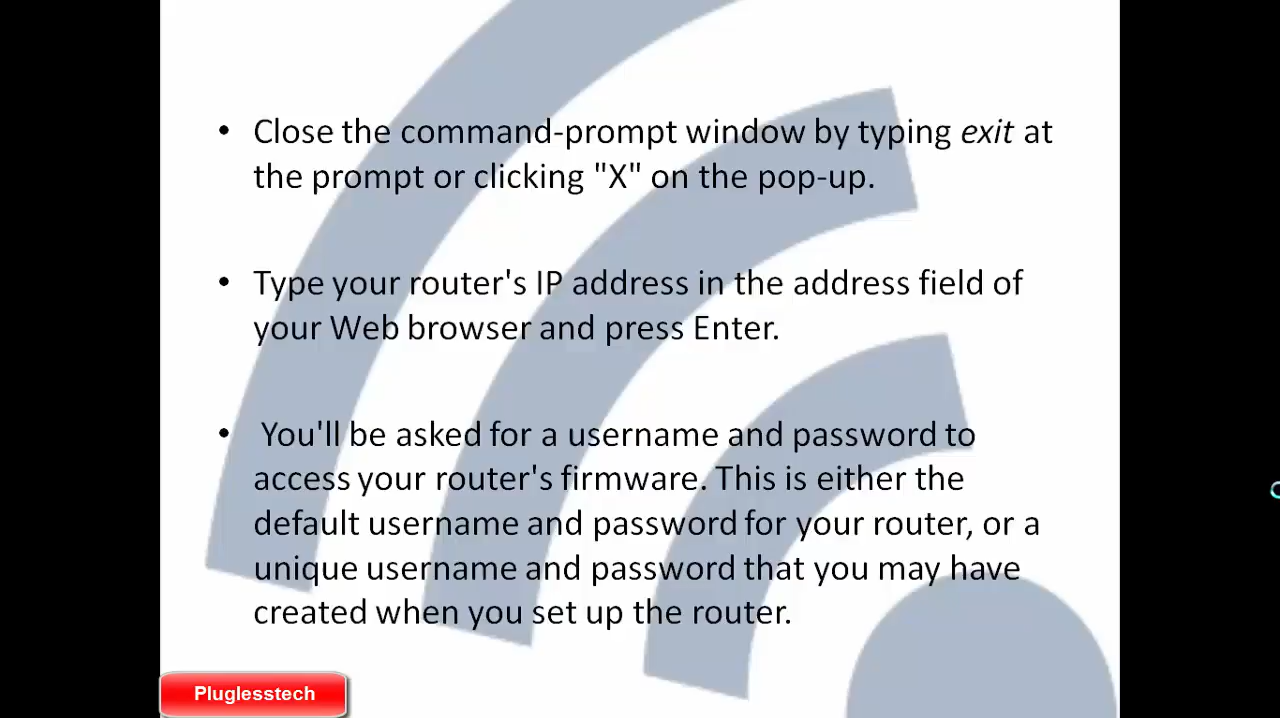 • Close the command-prompt window by typing exit at
the prompt or clicking "X" on the pop-up.
• Type your router's IP address in the address field of
your Web browser and press Enter.
• You'll be asked for a username and password to
access your router's firmware. This is either the
default username and password for your router, or a
unique username and password that you may have
created when you set up the router.
Pluglesstech